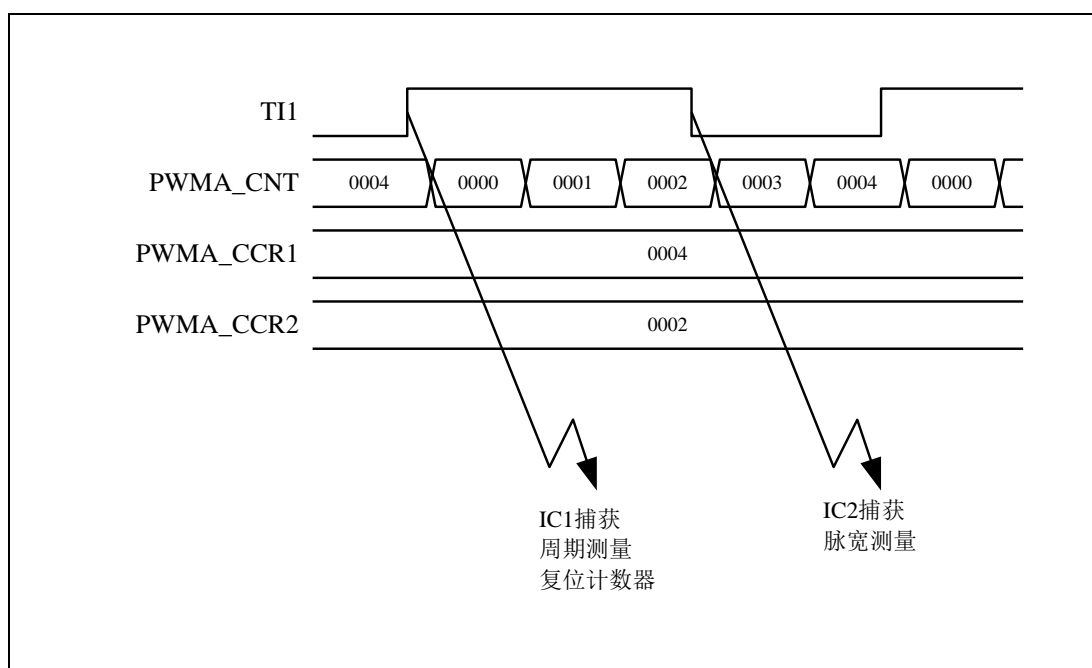 TI1
PWMA_CNT 0004 0000 0001 0002 0003 0004 0000
PWMA_CCR1 0004
PWMA_CCR2 0002
IC1捕获
周期测量
复位计数器
IC2捕获
脉宽测量